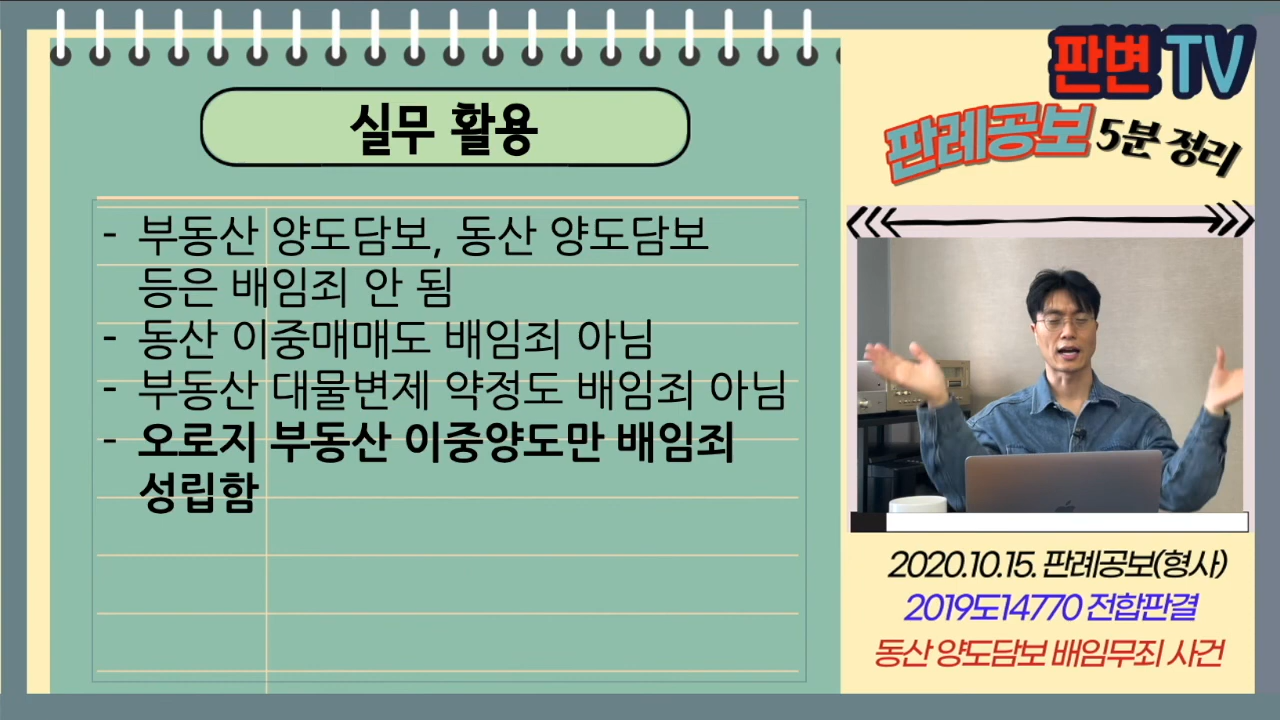 실무 활용
- 부동산 양도담보, 동산 양도담보
등은 배임죄 안 됨
- 동산 이중매매도 배임죄 아님
- 부동산 대물변제 약정도 배임죄 아님
- 오로지 부동산 이중양도만 배임죄
성립함
판변 TV
판례공보 5분 정리
2020.10.15. 판례공보(형사)
2019도14770 전합판결
동산 양도담보 배임무죄 사건